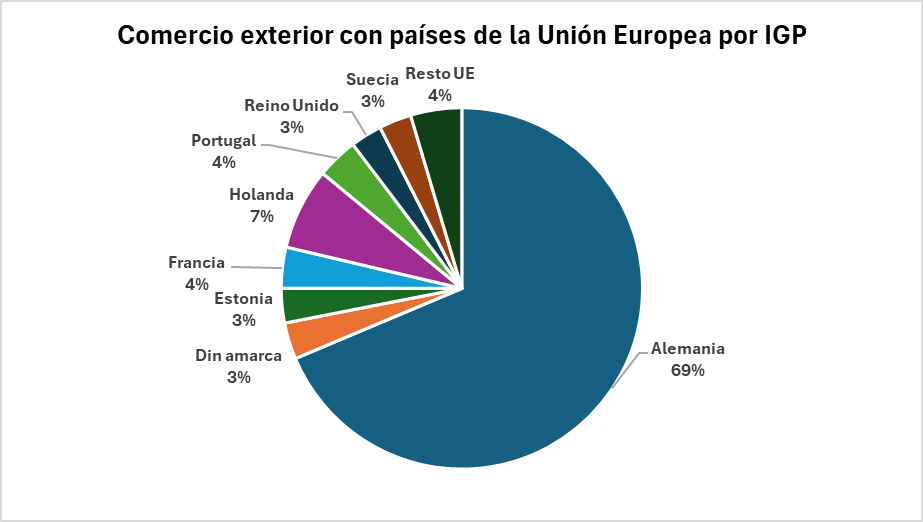 Comercio exterior con países de la Unión Europea por IGP
Suecia
3%
Resto UE
4%
Reino Unido
3%
Portugal
4%
Holanda
7%
Francia
4%
Estonia
3%
Din amarca
3%
Alemania
69%